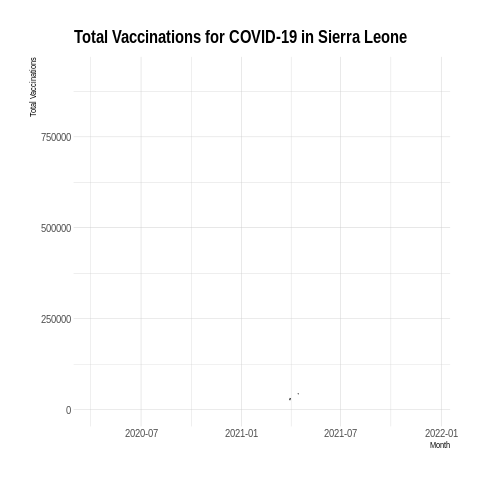 Total Vaccinations for COVID-19 in Sierra Leone
Total Vaccinations
750000
500000
250000
0
2020-07 2021-01 2021-07 2022-01
Month